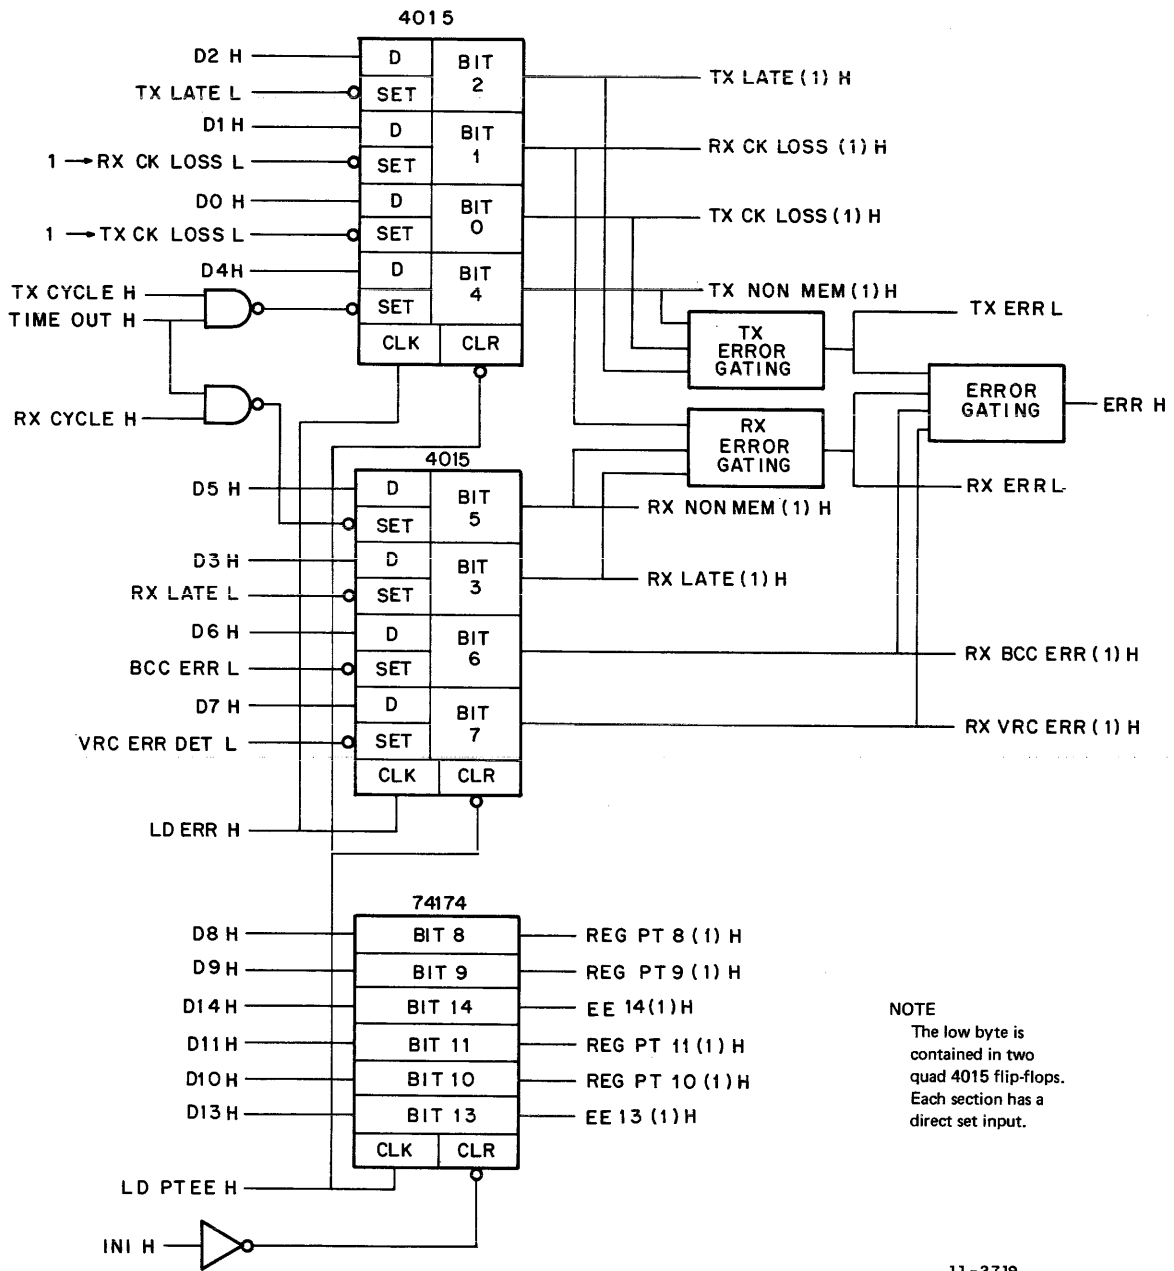 4015
D2 H
D
BIT 2
TX LATE (1) H
TX LATE L
SET
D1 H
D
BIT 1
RX CK LOSS (1) H
1 → RX CK LOSS L
SET
D0 H
D
BIT 0
TX CK LOSS (1) H
1 → TX CK LOSS L
SET
D4 H
D
BIT 4
TX NON MEM (1) H
TX CYCLE H
TIME OUT H
SET
CLK
CLR
TX ERROR GATING
TX ERR L
ERROR GATING
ERR H
RX CYCLE H
RX ERROR GATING
RX ERR L
4015
D5 H
D
BIT 5
RX NON MEM (1) H
SET
D3 H
D
BIT 3
RX LATE (1) H
RX LATE L
SET
D6 H
D
BIT 6
RX BCC ERR (1) H
BCC ERR L
SET
D7 H
D
BIT 7
RX VRC ERR (1) H
VRC ERR DET L
SET
CLK
CLR
LD ERR H
74174
D8 H
BIT 8
REG PT 8 (1) H
D9 H
BIT 9
REG PT 9 (1) H
D14 H
BIT 14
EE 14 (1) H
D11 H
BIT 11
REG PT 11 (1) H
D10 H
BIT 10
REG PT 10 (1) H
D13 H
BIT 13
EE 13 (1) H
CLK
CLR
LD PTEE H
INI H
NOTE
The low byte is
contained in two
quad 4015 flip-flops.
Each section has a
direct set input.
11-3719